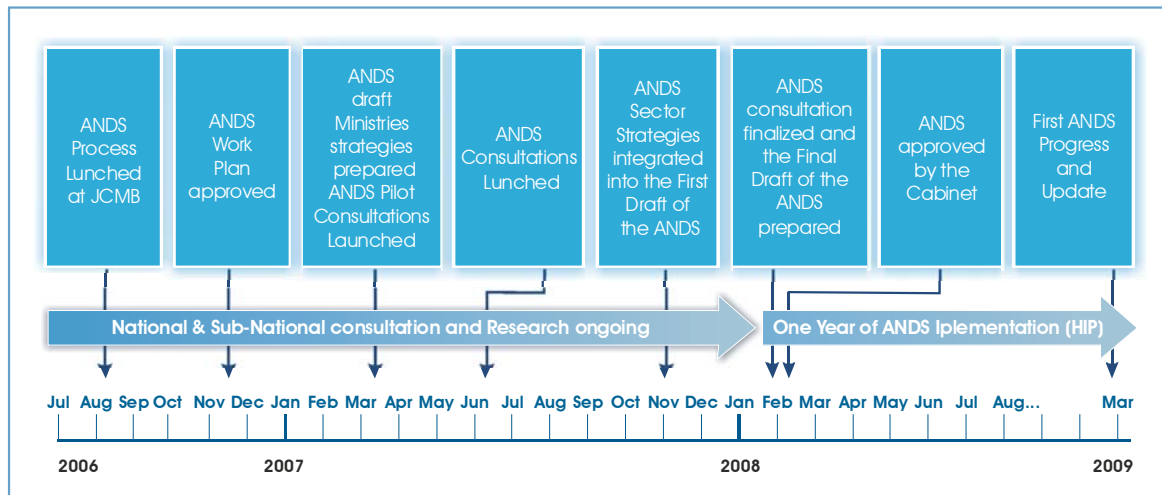 ANDS
Process
Lunched
at JCMB
ANDS
Work
Plan
approved
ANDS
draft
Ministries
strategies
prepared
ANDS Pilot
Consultations
Launched
ANDS
Consultations
Lunched
ANDS
Sector
Strategies
integrated
into the First
Draft of
the ANDS
ANDS
consultation
finalized and
the Final
Draft of the
ANDS
prepared
ANDS
approved
by the
Cabinet
First ANDS
Progress
and
Update
National & Sub-National consultation and Research ongoing
One Year of ANDS Iplementation (HIP)
Jul Aug Sep Oct Nov Dec Jan Feb Mar Apr May Jun Jul Aug Sep Oct Nov Dec Jan Feb Mar Apr May Jun Jul Aug... Mar
2006 2007 2008 2009